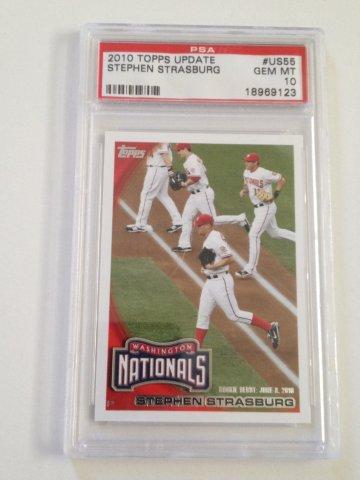 PSA
2010 TOPPS UPDATE #US55
STEPHEN STRASBURG GEM MT
10
18969123
Topps
NATIONALS
WASHINGTON
NATIONALS
ROOKIE DEBUT: JUNE 8, 2010
STEPHEN STRASBURG